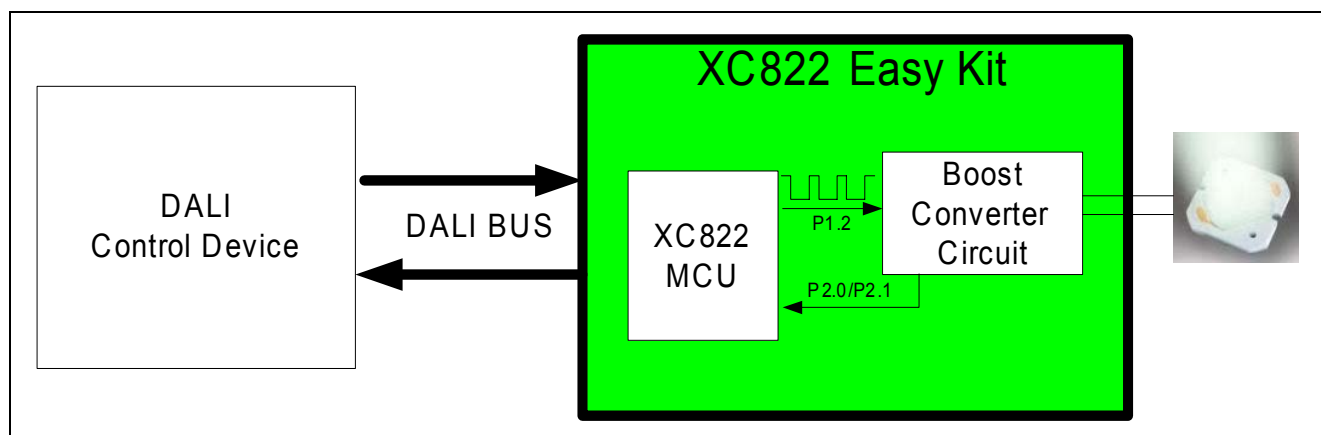 XC822 Easy Kit
DALI
Control Device
DALI BUS
XC822
MCU
P1.2
Boost
Converter
Circuit
P2.0/P2.1